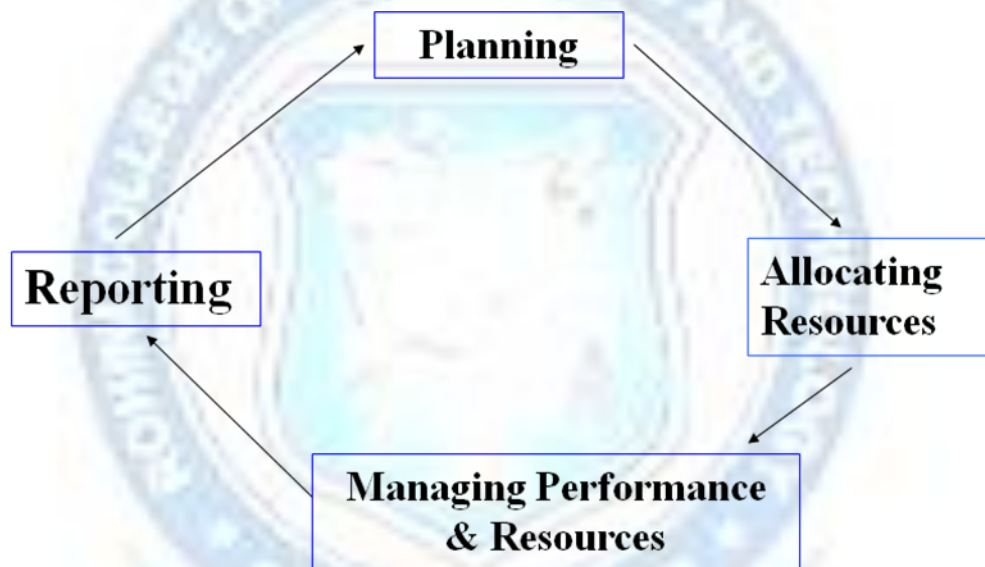 Planning
Reporting
Allocating
Resources
Managing Performance
& Resources